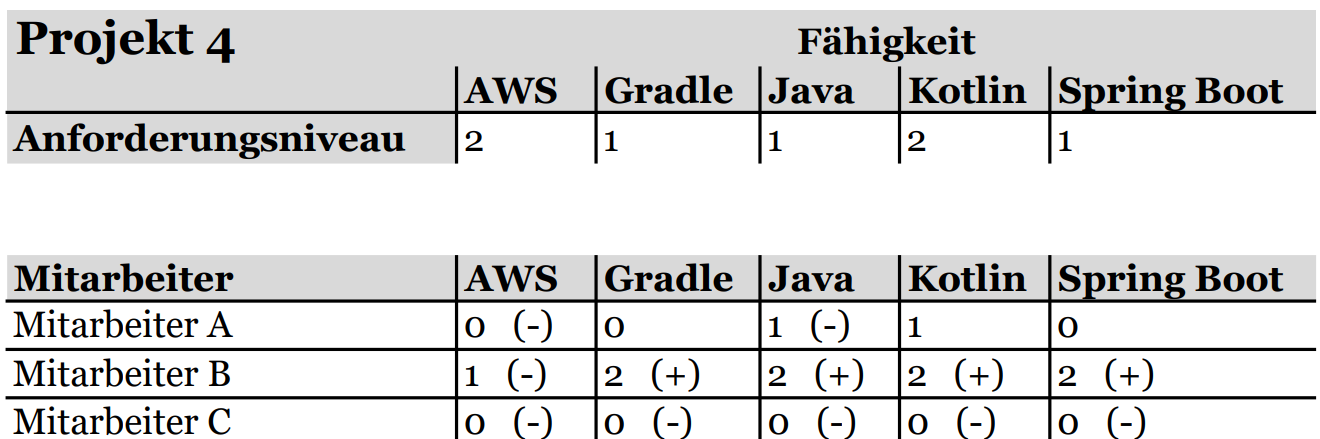 Projekt 4 Fähigkeit
AWS Gradle Java Kotlin Spring Boot
Anforderungsniveau 2 1 1 2 1
Mitarbeiter AWS Gradle Java Kotlin Spring Boot
Mitarbeiter A 0 (-) 0 1 (-) 1 0
Mitarbeiter B 1 (-) 2 (+) 2 (+) 2 (+) 2 (+)
Mitarbeiter C 0 (-) 0 (-) 0 (-) 0 (-) 0 (-)